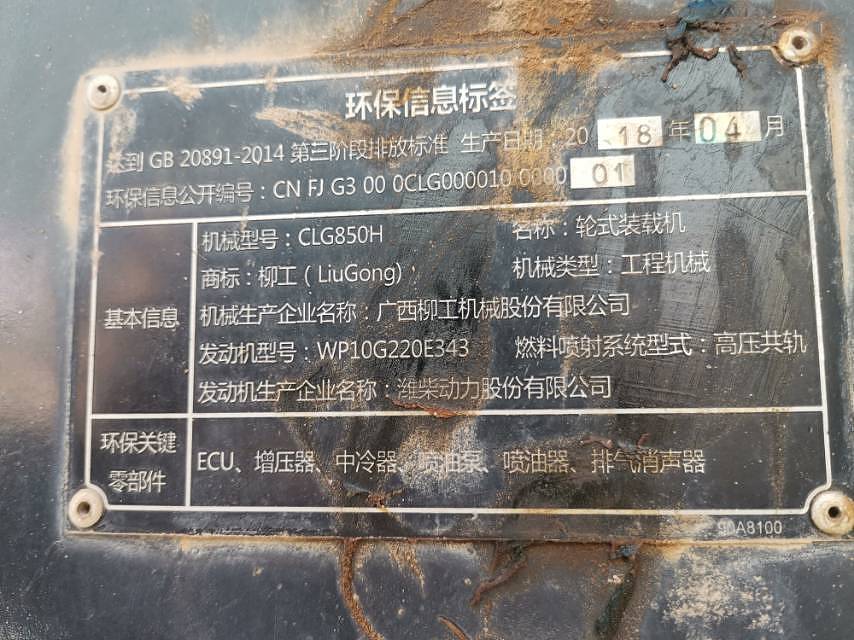 环保信息标签
达到 GB 20891-2014 第三阶段排放标准 生产日期：2018年04月
环保信息公开编号：CN FJ G3 00 0CLG000010 0000 01
基本信息
机械型号：CLG850H 名称：轮式装载机
商标：柳工（LiuGong） 机械类型：工程机械
机械生产企业名称：广西柳工机械股份有限公司
发动机型号：WP10G220E343 燃料喷射系统型式：高压共轨
发动机生产企业名称：潍柴动力股份有限公司
环保关键
零部件
ECU、增压器、中冷器、喷油泵、喷油器、排气消声器
90A8100